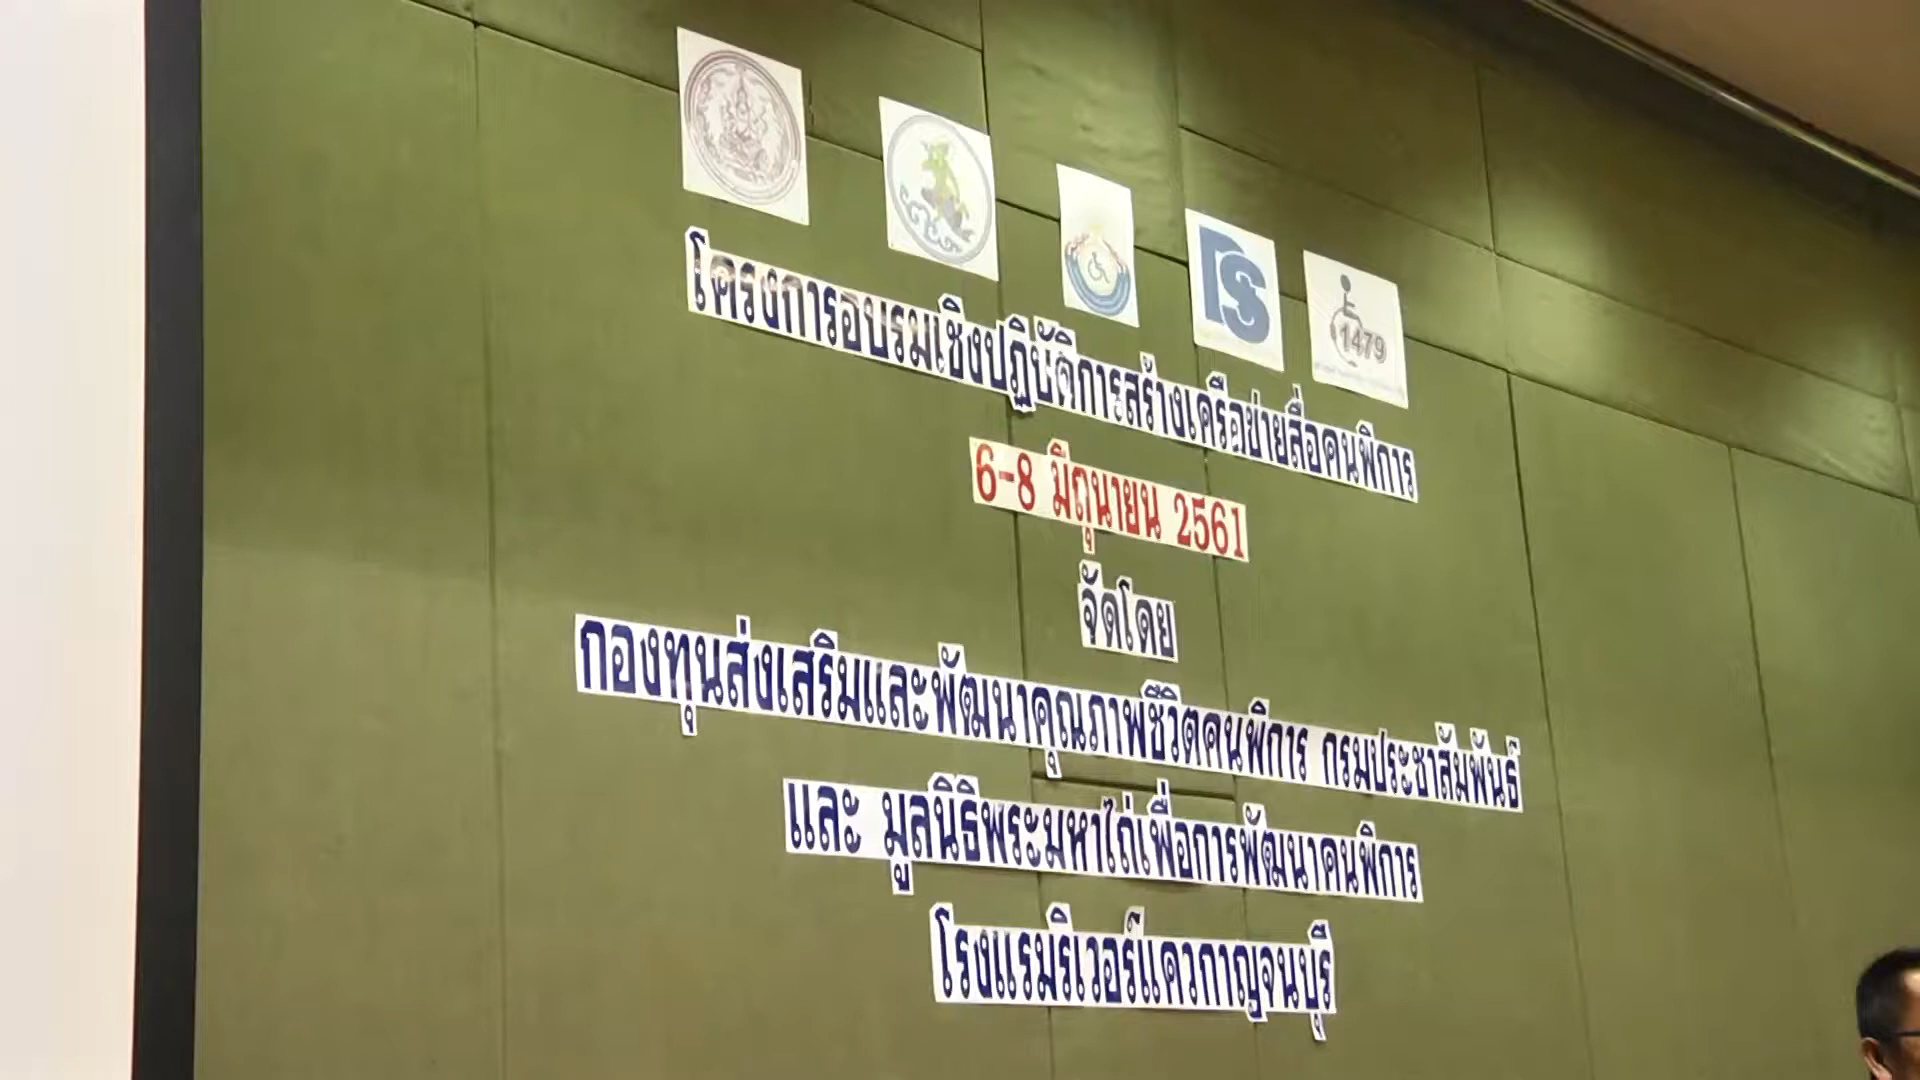 DS
1479
โครงการอบรมเชิงปฏิบัติการสร้างเครือข่ายสื่อคนพิการ
6-8 มิถุนายน 2561
จัดโดย
กองทุนส่งเสริมและพัฒนาคุณภาพชีวิตคนพิการ กรมประชาสัมพันธ์
และ มูลนิธิพระมหาไถ่เพื่อการพัฒนาคนพิการ
โรงแรมริเวอร์แควกาญจนบุรี